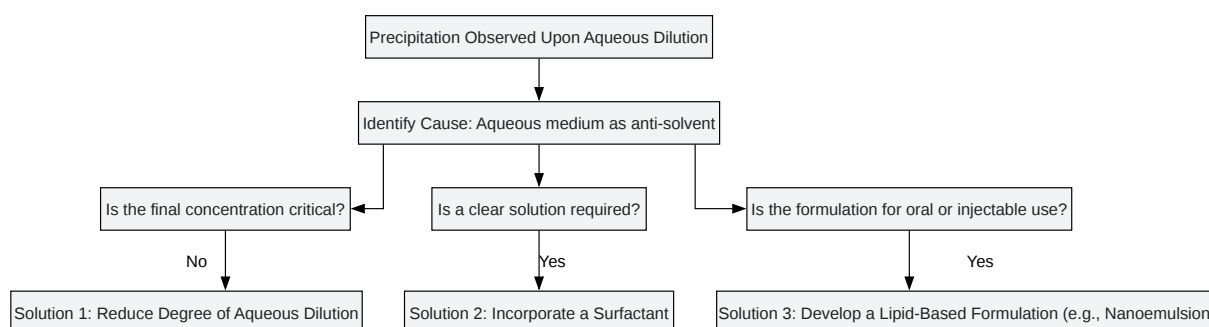 Precipitation Observed Upon Aqueous Dilution
Identify Cause: Aqueous medium as anti-solvent
Is the final concentration critical?
Is a clear solution required?
Is the formulation for oral or injectable use?
No
Yes
Yes
Solution 1: Reduce Degree of Aqueous Dilution
Solution 2: Incorporate a Surfactant
Solution 3: Develop a Lipid-Based Formulation (e.g., Nanoemulsion